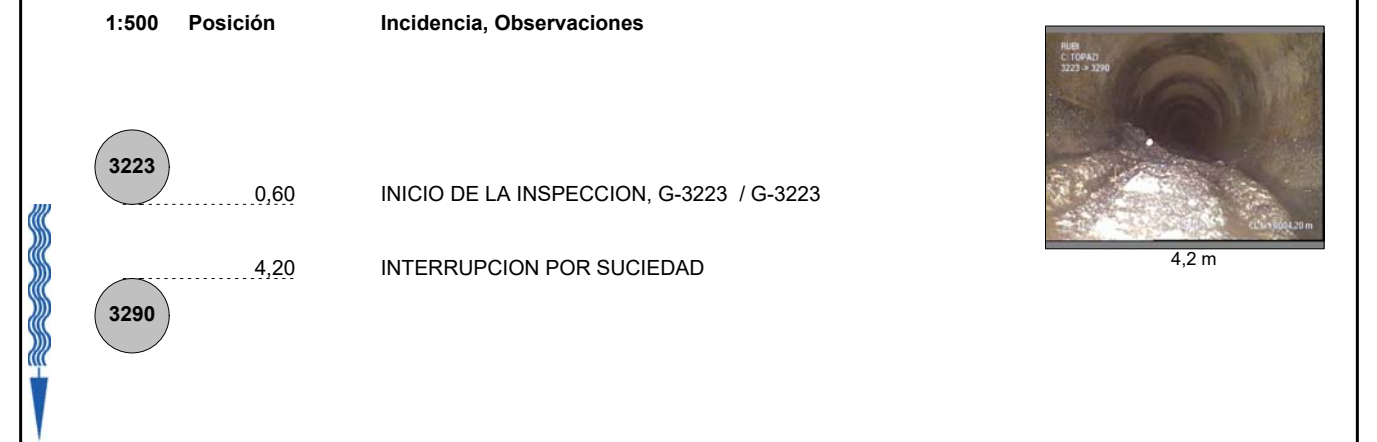 1:500 Posición Incidencia, Observaciones
RUBI
C. TOPAZI
3223 -> 3290
3223
0,60 INICIO DE LA INSPECCION, G-3223 / G-3223
4,2 m
4,20 INTERRUPCION POR SUCIEDAD
3290